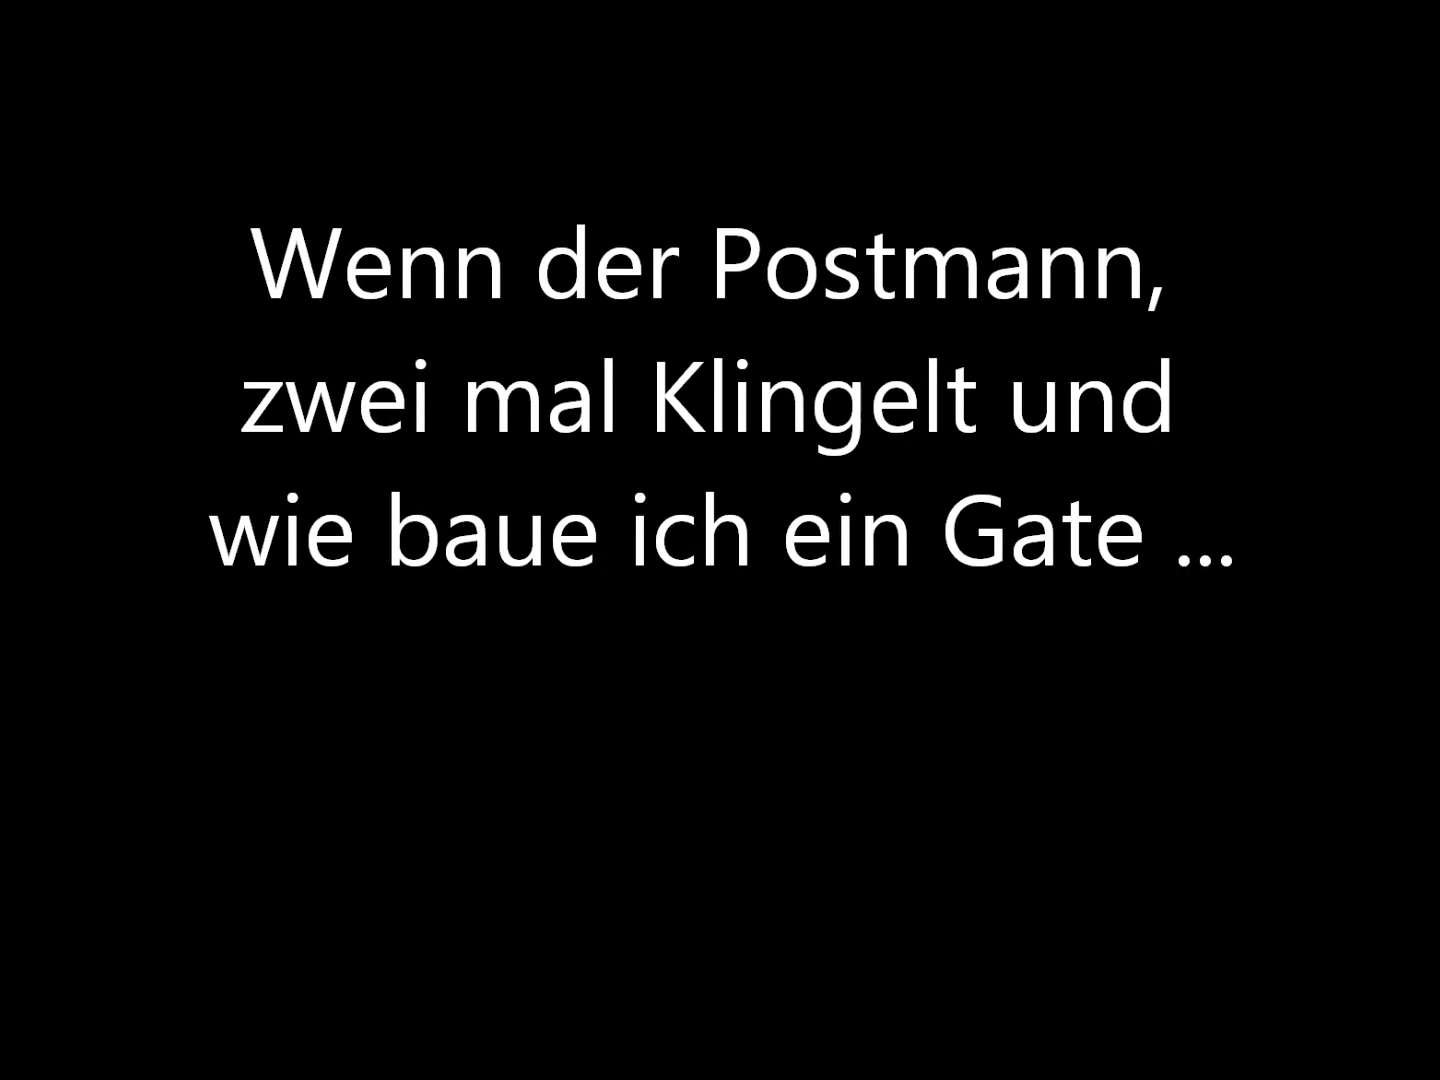 Wenn der Postmann,
zwei mal Klingelt und
wie baue ich ein Gate ...